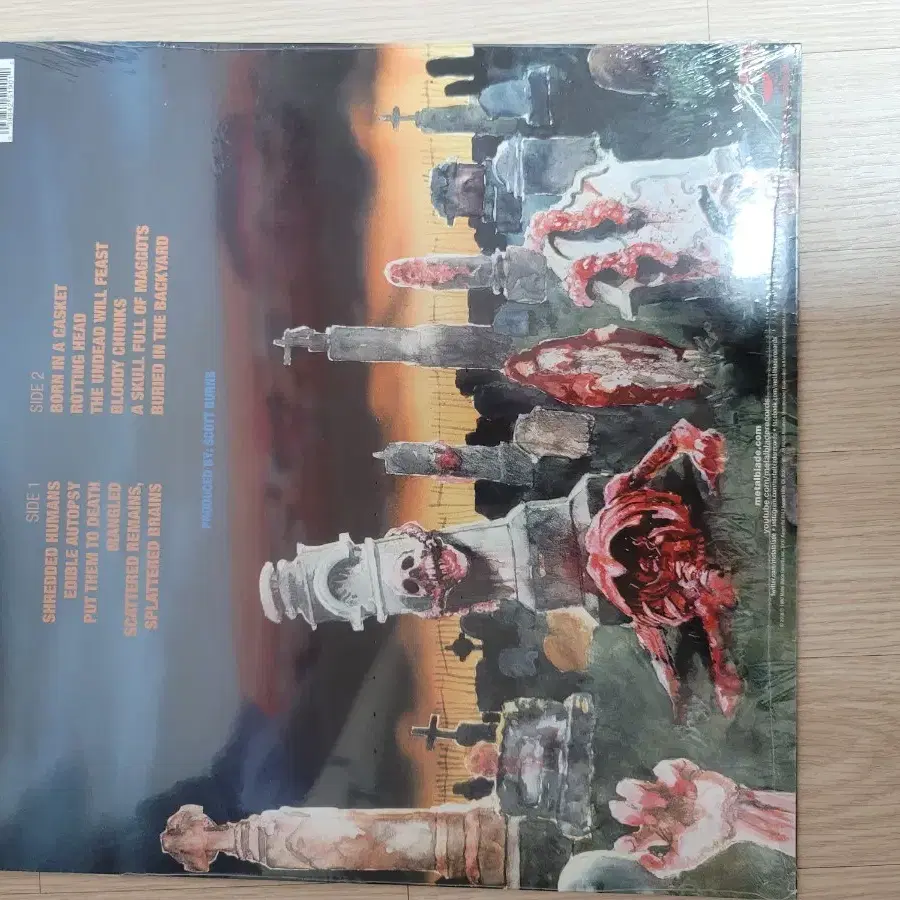 SIDE 1
SHREDDED HUMANS
EDIBLE AUTOPSY
PUT THEM TO DEATH
MANGLED
SCATTERED REMAINS,
SPLATTERED BRAINS
SIDE 2
BORN IN A CASKET
ROTTING HEAD
THE UNDEAD WILL FEAST
BLOODY CHUNKS
A SKULL FULL OF MAGGOTS
BURIED IN THE BACKYARD
PRODUCED BY: SCOTT BURNS
metalblade.com
youtube.com/metalbladerecords